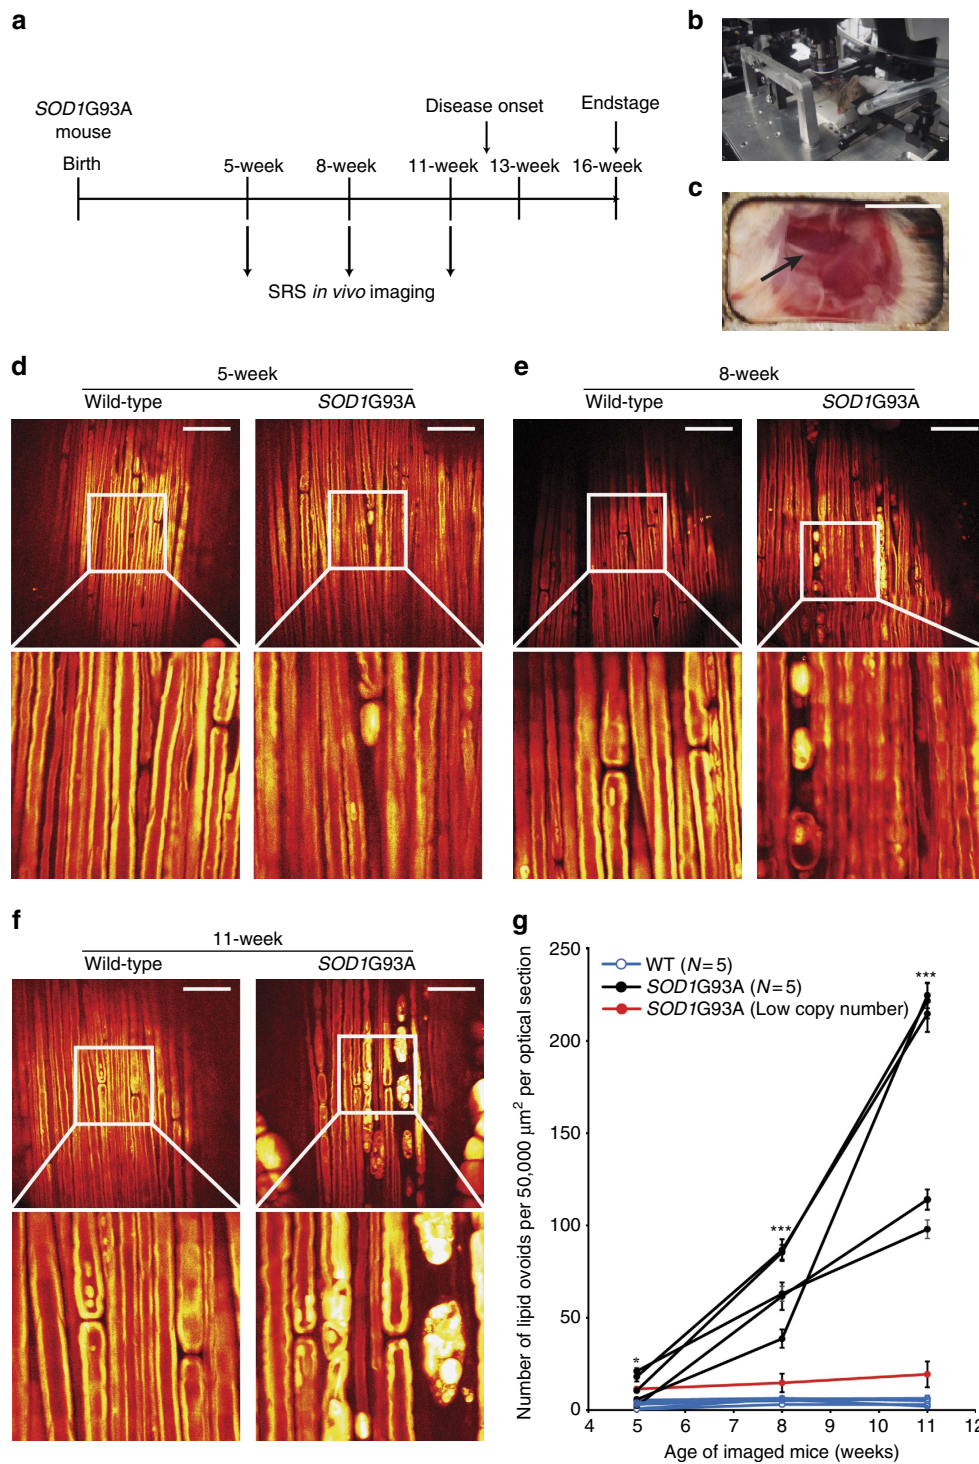 a
SOD1G93A
mouse
Birth
5-week
8-week
11-week
13-week
16-week
Disease onset
Endstage
SRS in vivo imaging
b
c
d
5-week
Wild-type
SOD1G93A
e
8-week
Wild-type
SOD1G93A
f
11-week
Wild-type
SOD1G93A
g
Number of lipid ovoids per 50,000 µm² per optical section
250
200
150
100
50
0
WT (N=5)
SOD1G93A (N=5)
SOD1G93A (Low copy number)
*
***
***
4 5 6 7 8 9 10 11 12
Age of imaged mice (weeks)